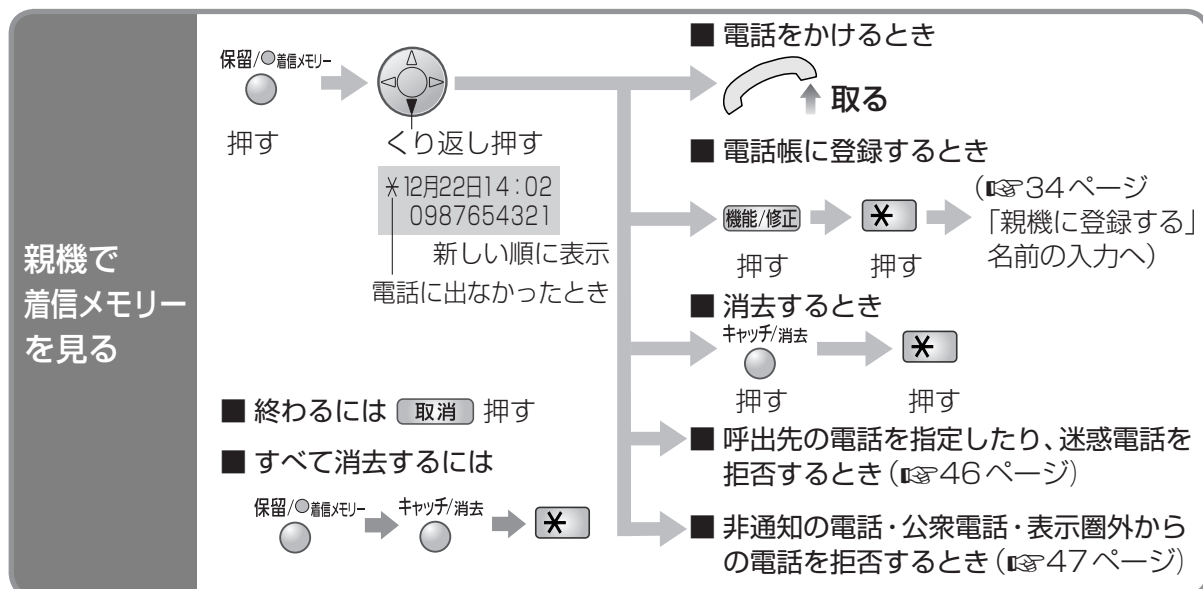 親機で
着信メモリー
を見る
保留/着信メモリー
押す
くり返し押す
*12月22日14:02
0987654321
新しい順に表示
電話に出なかったとき
■ 終わるには 取消 押す
■ すべて消去するには
保留/着信メモリー キャッチ/消去 *
■ 電話をかけるとき
取る
■ 電話帳に登録するとき
機能/修正 *
押す 押す
(☞34ページ
「親機に登録する」
名前の入力へ)
■ 消去するとき
キャッチ/消去 *
押す 押す
■ 呼出先の電話を指定したり、迷惑電話を
拒否するとき(☞46ページ)
■ 非通知の電話・公衆電話・表示圏外から
の電話を拒否するとき(☞47ページ)